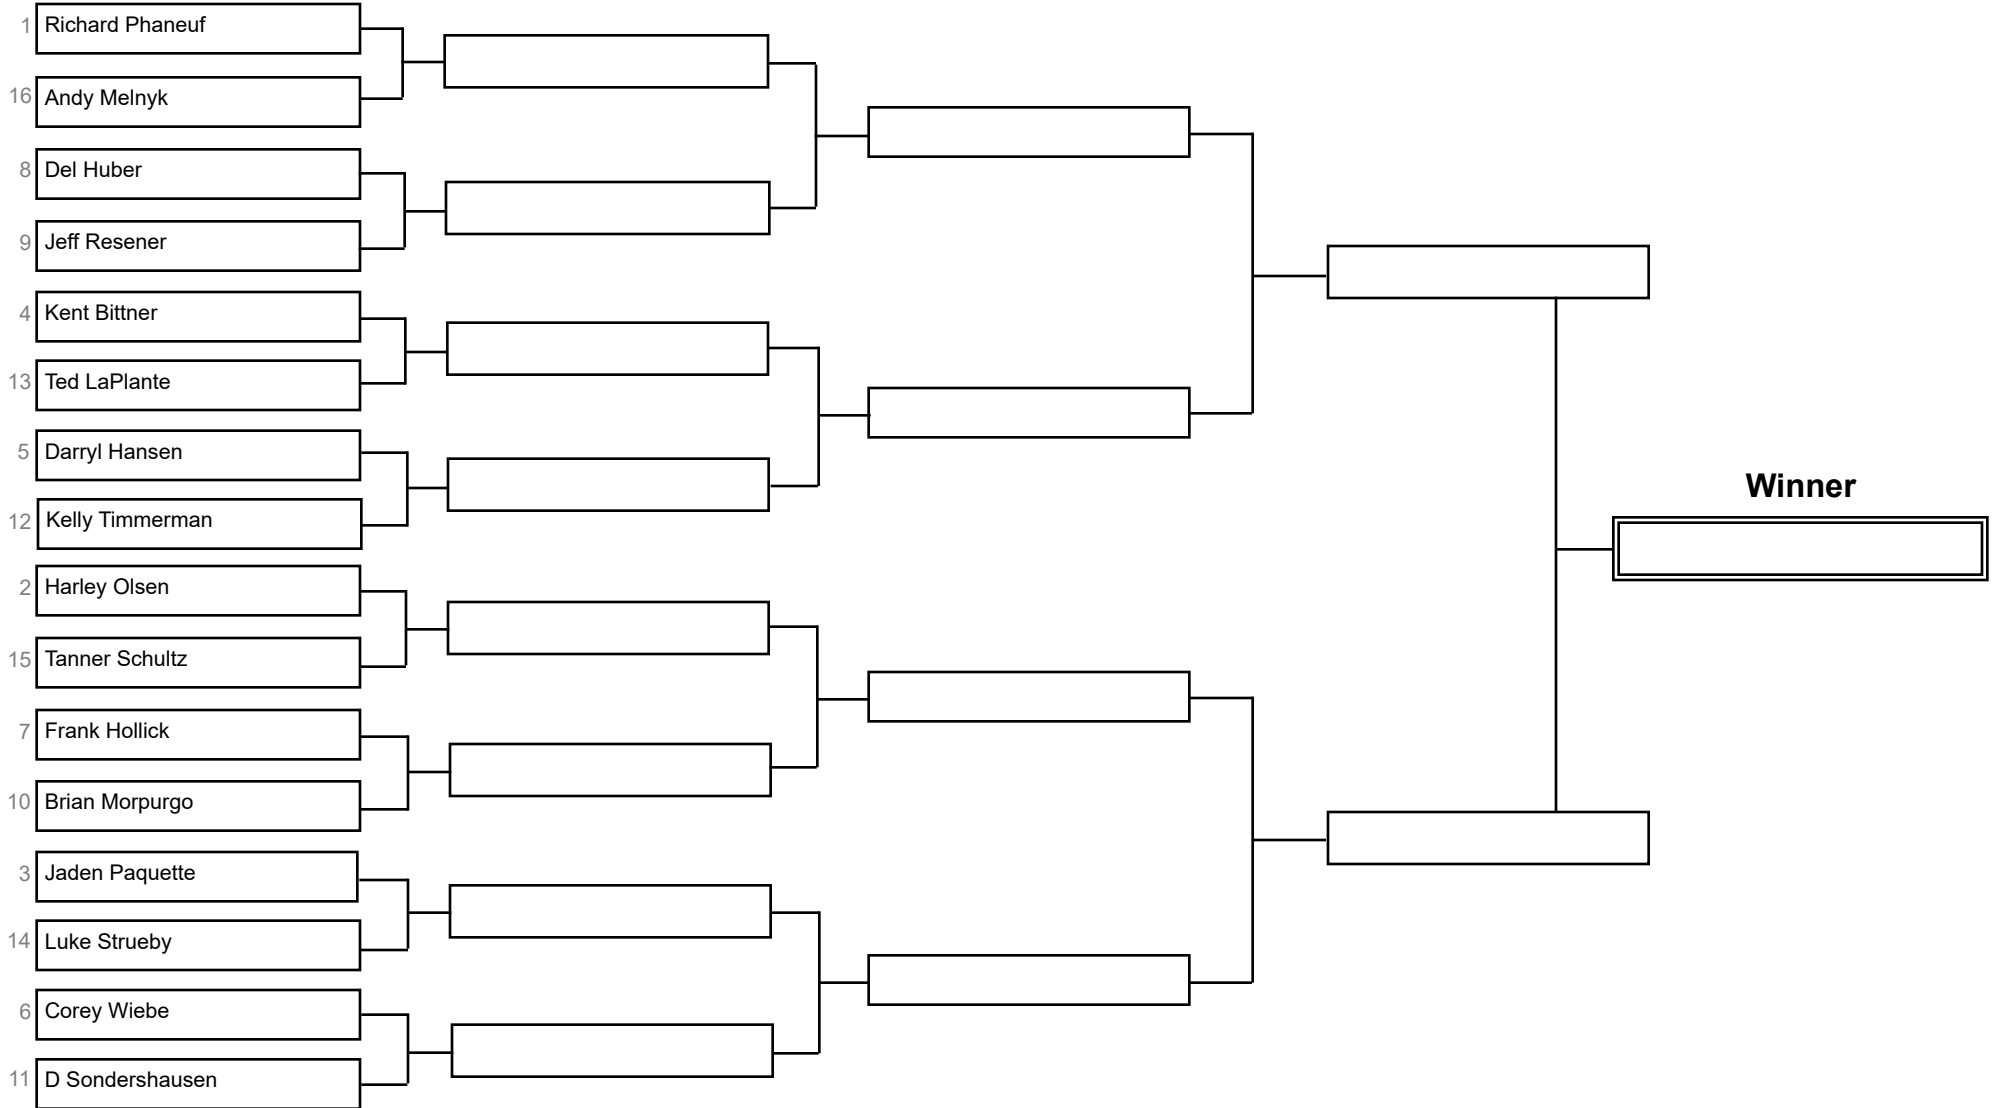 1 Richard Phaneuf
16 Andy Melnyk
8 Del Huber
9 Jeff Resener
4 Kent Bittner
13 Ted LaPlante
5 Darryl Hansen
Winner
12 Kelly Timmerman
2 Harley Olsen
15 Tanner Schultz
7 Frank Hollick
10 Brian Morpurgo
3 Jaden Paquette
14 Luke Strueby
6 Corey Wiebe
11 D Sondershausen